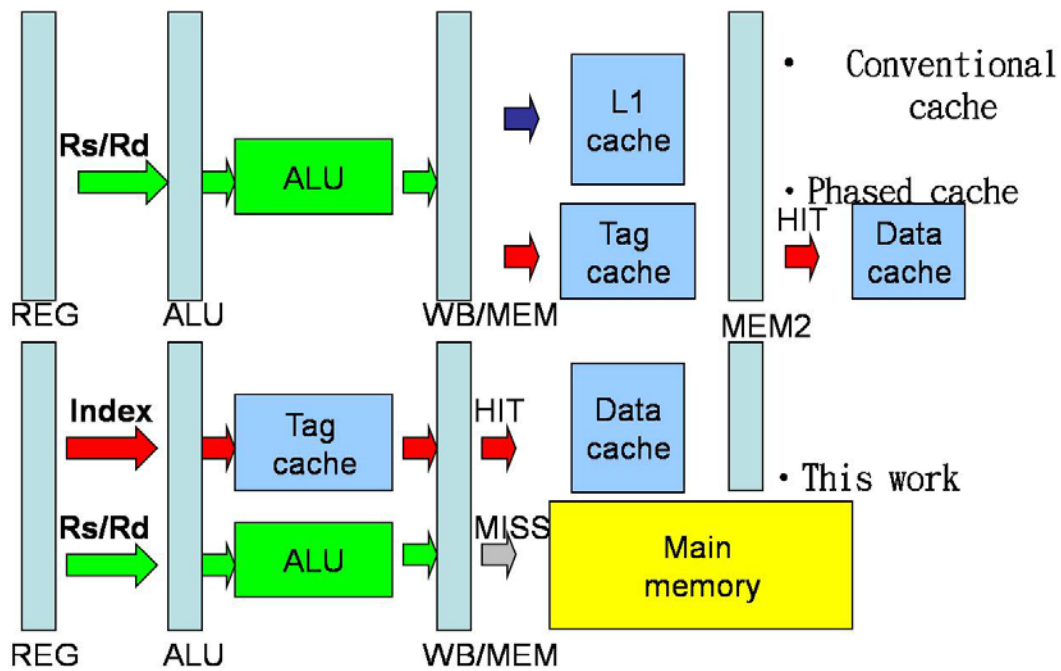 • Conventional
cache
L1
cache
Rs/Rd
ALU
• Phased cache
HIT
Tag
cache
Data
cache
REG
ALU
WB/MEM
MEM2
Index
Tag
cache
HIT
Data
cache
• This work
Rs/Rd
ALU
MISS
Main
memory
REG
ALU
WB/MEM